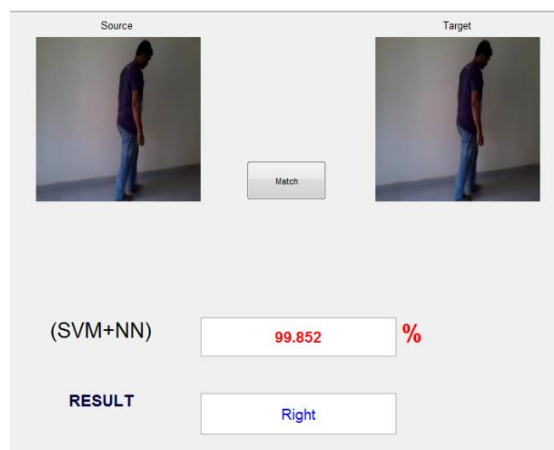 Source Target
Match
(SVM+NN) 99.852 %
RESULT Right